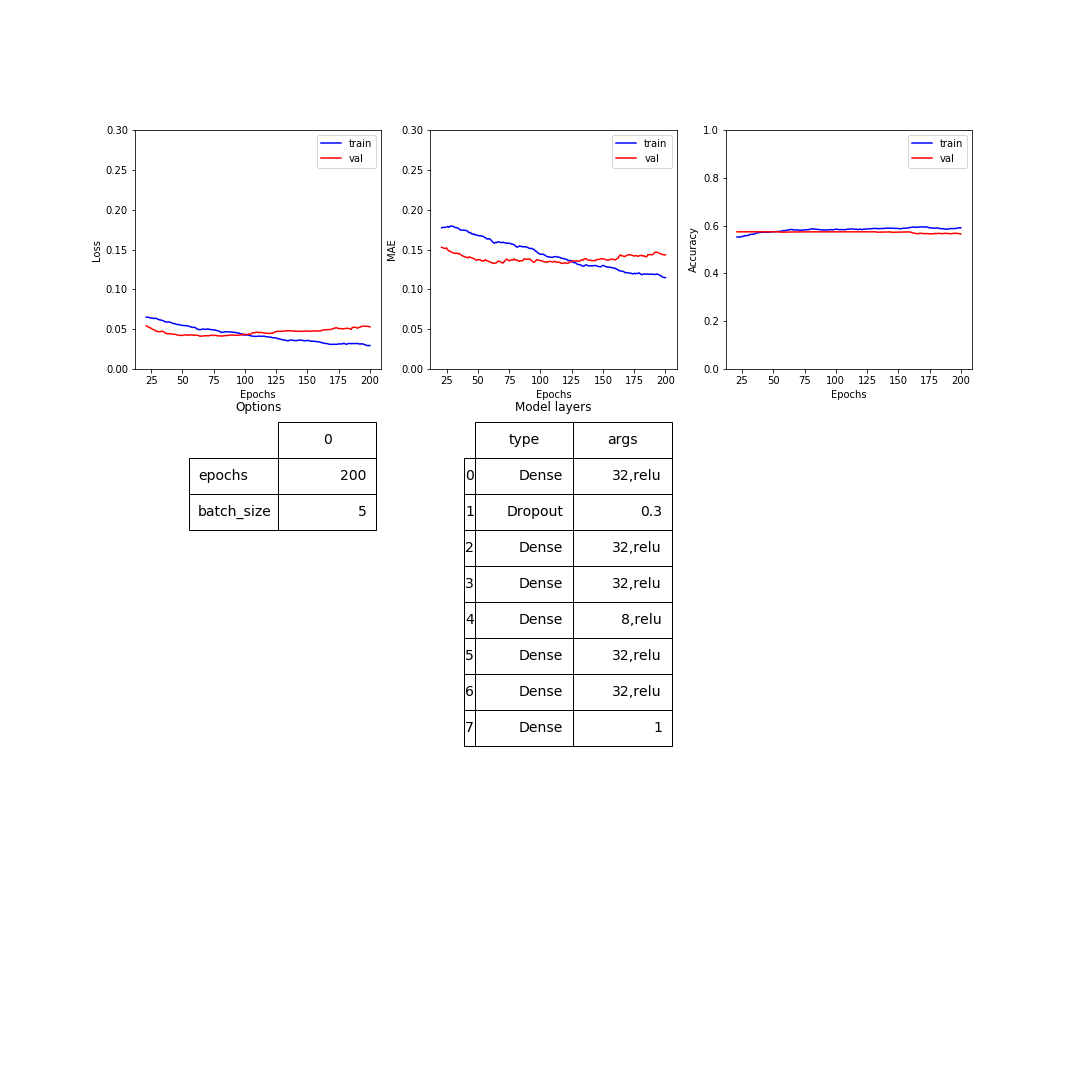 0.30
0.25
0.20
0.15
0.10
0.05
0.00
Loss
train
val
25 50 75 100 125 150 175 200
Epochs
0.30
0.25
0.20
0.15
0.10
0.05
0.00
MAE
train
val
25 50 75 100 125 150 175 200
Epochs
1.0
0.8
0.6
0.4
0.2
0.0
Accuracy
train
val
25 50 75 100 125 150 175 200
Epochs
Options
0
epochs 200
batch_size 5
Model layers
type args
0 Dense 32,relu
1 Dropout 0.3
2 Dense 32,relu
3 Dense 32,relu
4 Dense 8,relu
5 Dense 32,relu
6 Dense 32,relu
7 Dense 1